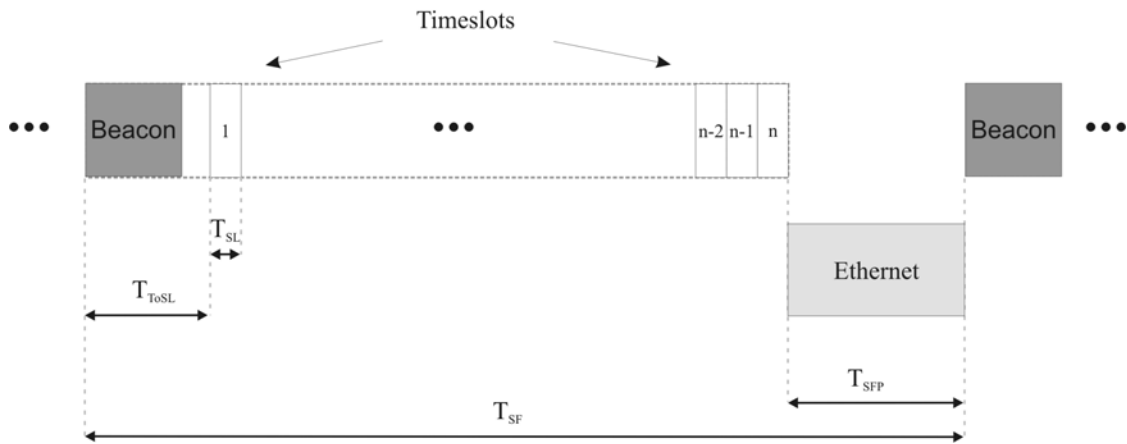 Timeslots
••• Beacon 1 ••• n-2 n-1 n Beacon •••
T_SL
Ethernet
T_ToSL
T_SFP
T_SF